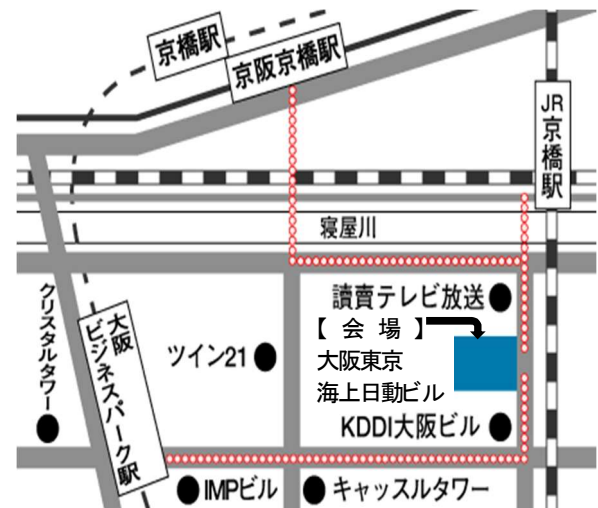 京橋駅
京阪京橋駅
JR
京橋駅
寝屋川
讀賣テレビ放送
【会場】
大阪東京
海上日動ビル
KDDI大阪ビル
ツイン21
クリスタルタワー
大阪
ビジネスパーク駅
IMPビル
キャッスルタワー